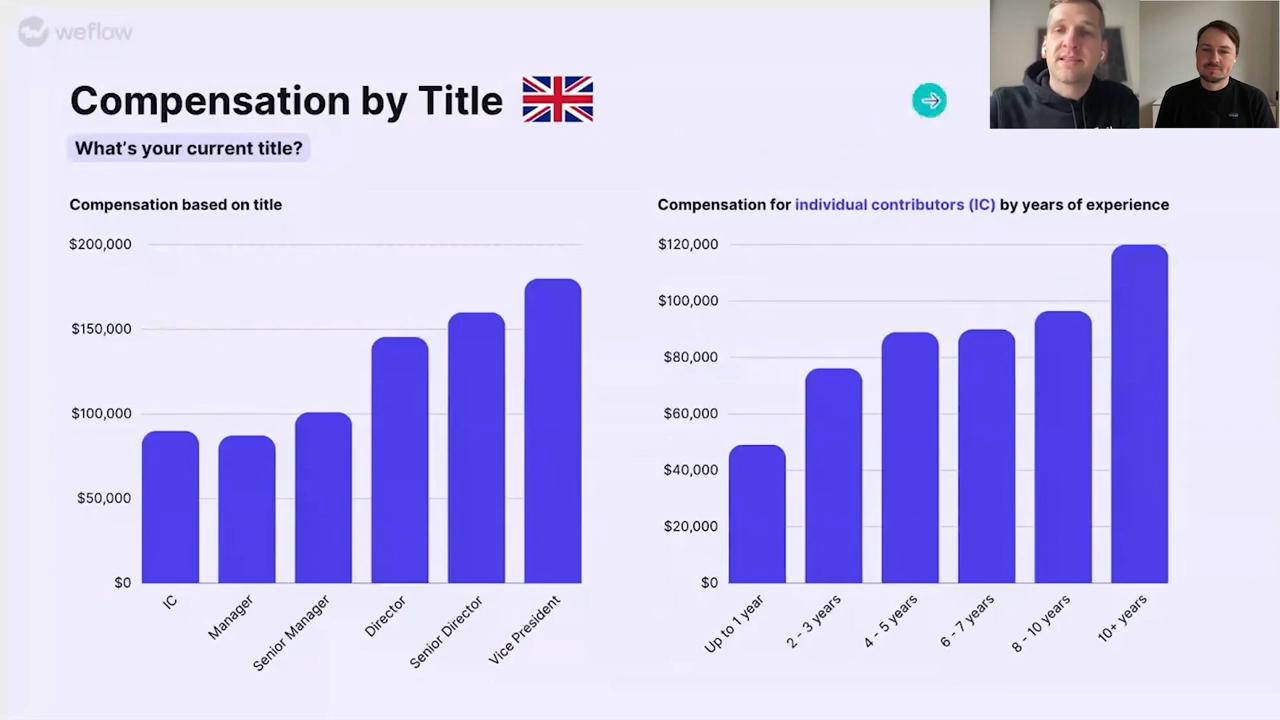 weflow
Compensation by Title
What's your current title?
Compensation based on title
$200,000
$150,000
$100,000
$50,000
$0
IC
Manager
Senior Manager
Director
Senior Director
Vice President
Compensation for individual contributors (IC) by years of experience
$120,000
$100,000
$80,000
$60,000
$40,000
$20,000
$0
Up to 1 year
2 - 3 years
4 - 5 years
6 - 7 years
8 - 10 years
10+ years